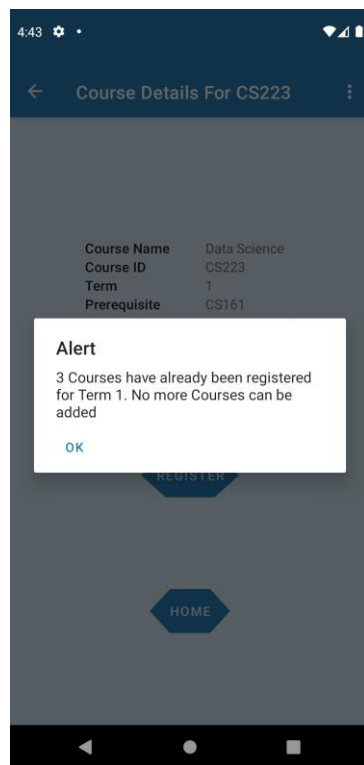 4:43
Course Details For CS223
Course Name Data Science
Course ID CS223
Term 1
Prerequisite CS161
Alert
3 Courses have already been registered
for Term 1. No more Courses can be
added
OK
REGISTER
HOME